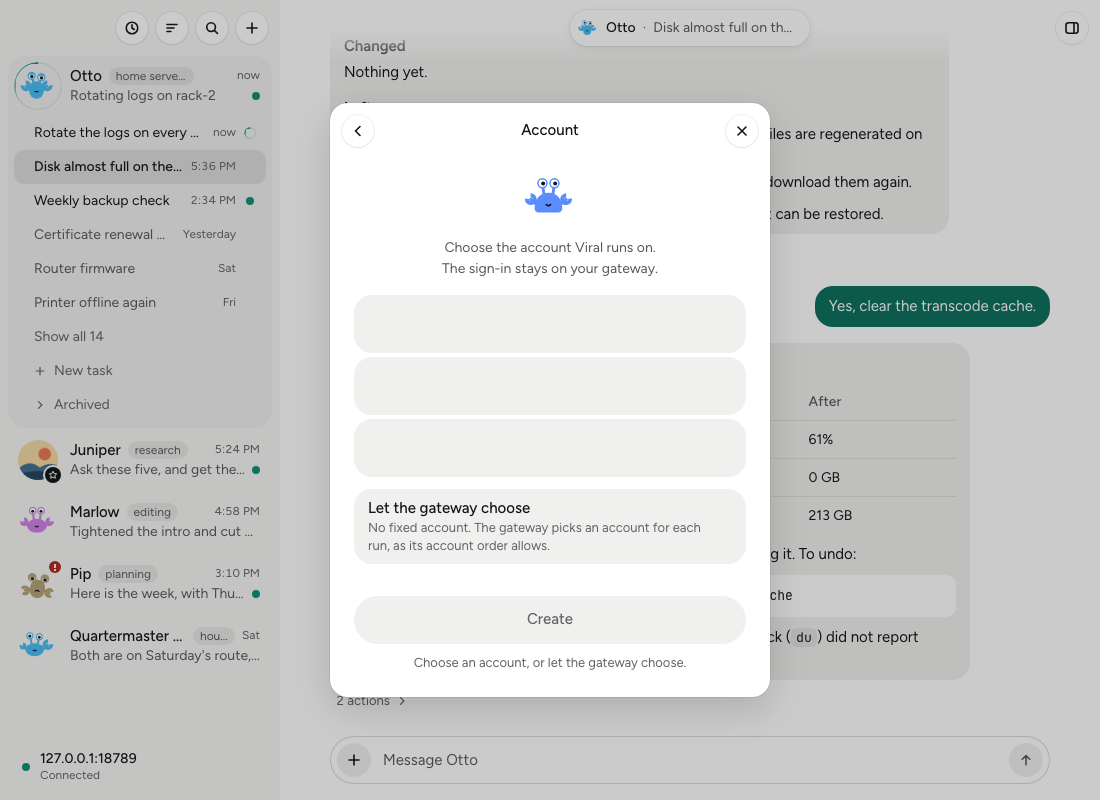 Otto
home serve...
now
Rotating logs on rack-2
Rotate the logs on every ...
now
Disk almost full on the...
5:36 PM
Weekly backup check
2:34 PM
Certificate renewal ...
Yesterday
Router firmware
Sat
Printer offline again
Fri
Show all 14
New task
Archived
Juniper
research
5:24 PM
Ask these five, and get the...
Marlow
editing
4:58 PM
Tightened the intro and cut ...
Pip
planning
3:10 PM
Here is the week, with Thu...
Quartermaster ...
hou...
Sat
Both are on Saturday's route,...
127.0.0.1:18789
Connected
Otto · Disk almost full on th...
Changed
Nothing yet.
iles are regenerated on
download them again.
can be restored.
Yes, clear the transcode cache.
After
61%
0 GB
213 GB
g it. To undo:
che
ck ( du ) did not report
2 actions
Message Otto
Account
Choose the account Viral runs on.
The sign-in stays on your gateway.
Let the gateway choose
No fixed account. The gateway picks an account for each
run, as its account order allows.
Create
Choose an account, or let the gateway choose.